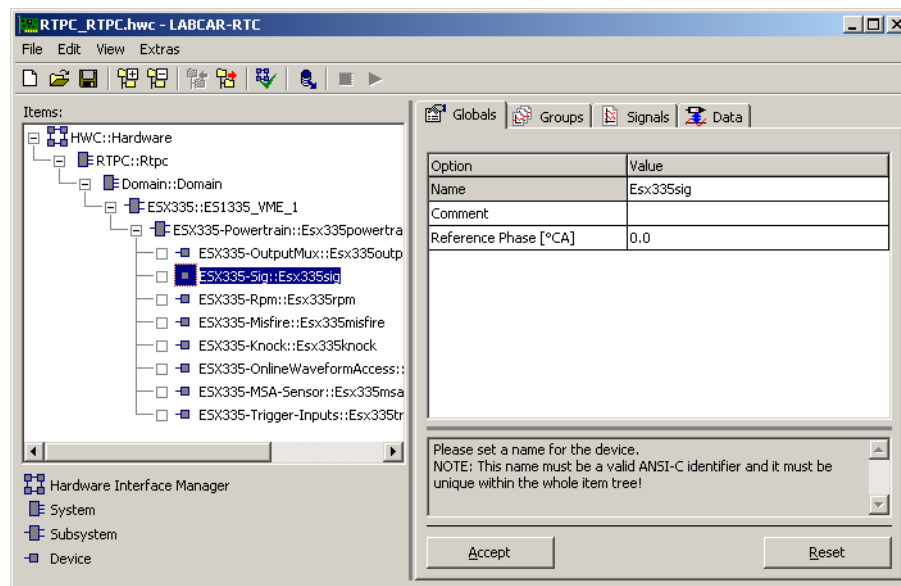 RTPC_RTPC.hwc - LABCAR-RTC
File Edit View Extras
Items:
HWC::Hardware
RTPC::Rtpc
Domain::Domain
ESX335::ES1335_VME_1
ESX335-Powertrain::Esx335powertra
ESX335-OutputMux::Esx335outp
ESX335-Sig::Esx335sig
ESX335-Rpm::Esx335rpm
ESX335-Misfire::Esx335misfire
ESX335-Knock::Esx335knock
ESX335-OnlineWaveformAccess::
ESX335-MSA-Sensor::Esx335msa
ESX335-Trigger-Inputs::Esx335tr
Hardware Interface Manager
System
Subsystem
Device
Globals Groups Signals Data
Option Value
Name Esx335sig
Comment
Reference Phase [°CA] 0.0
Please set a name for the device.
NOTE: This name must be a valid ANSI-C identifier and it must be
unique within the whole item tree!
Accept Reset